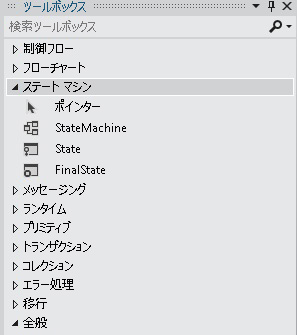 ツールボックス
検索ツールボックス
制御フロー
フローチャート
ステート マシン
ポインター
StateMachine
State
FinalState
メッセージング
ランタイム
プリミティブ
トランザクション
コレクション
エラー処理
移行
全般